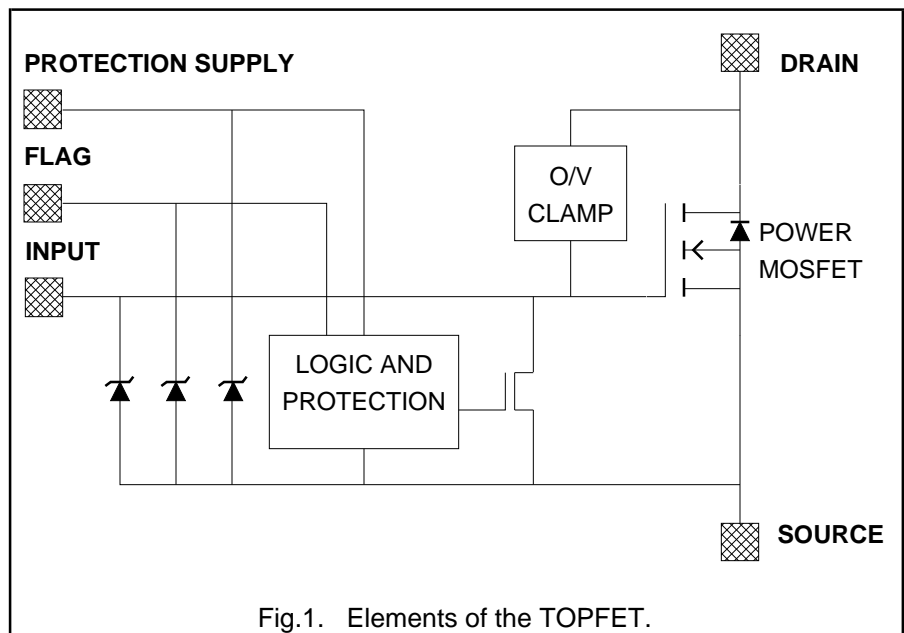 PROTECTION SUPPLY
DRAIN
FLAG
O/V
CLAMP
INPUT
POWER
MOSFET
LOGIC AND
PROTECTION
SOURCE
Fig.1. Elements of the TOPFET.